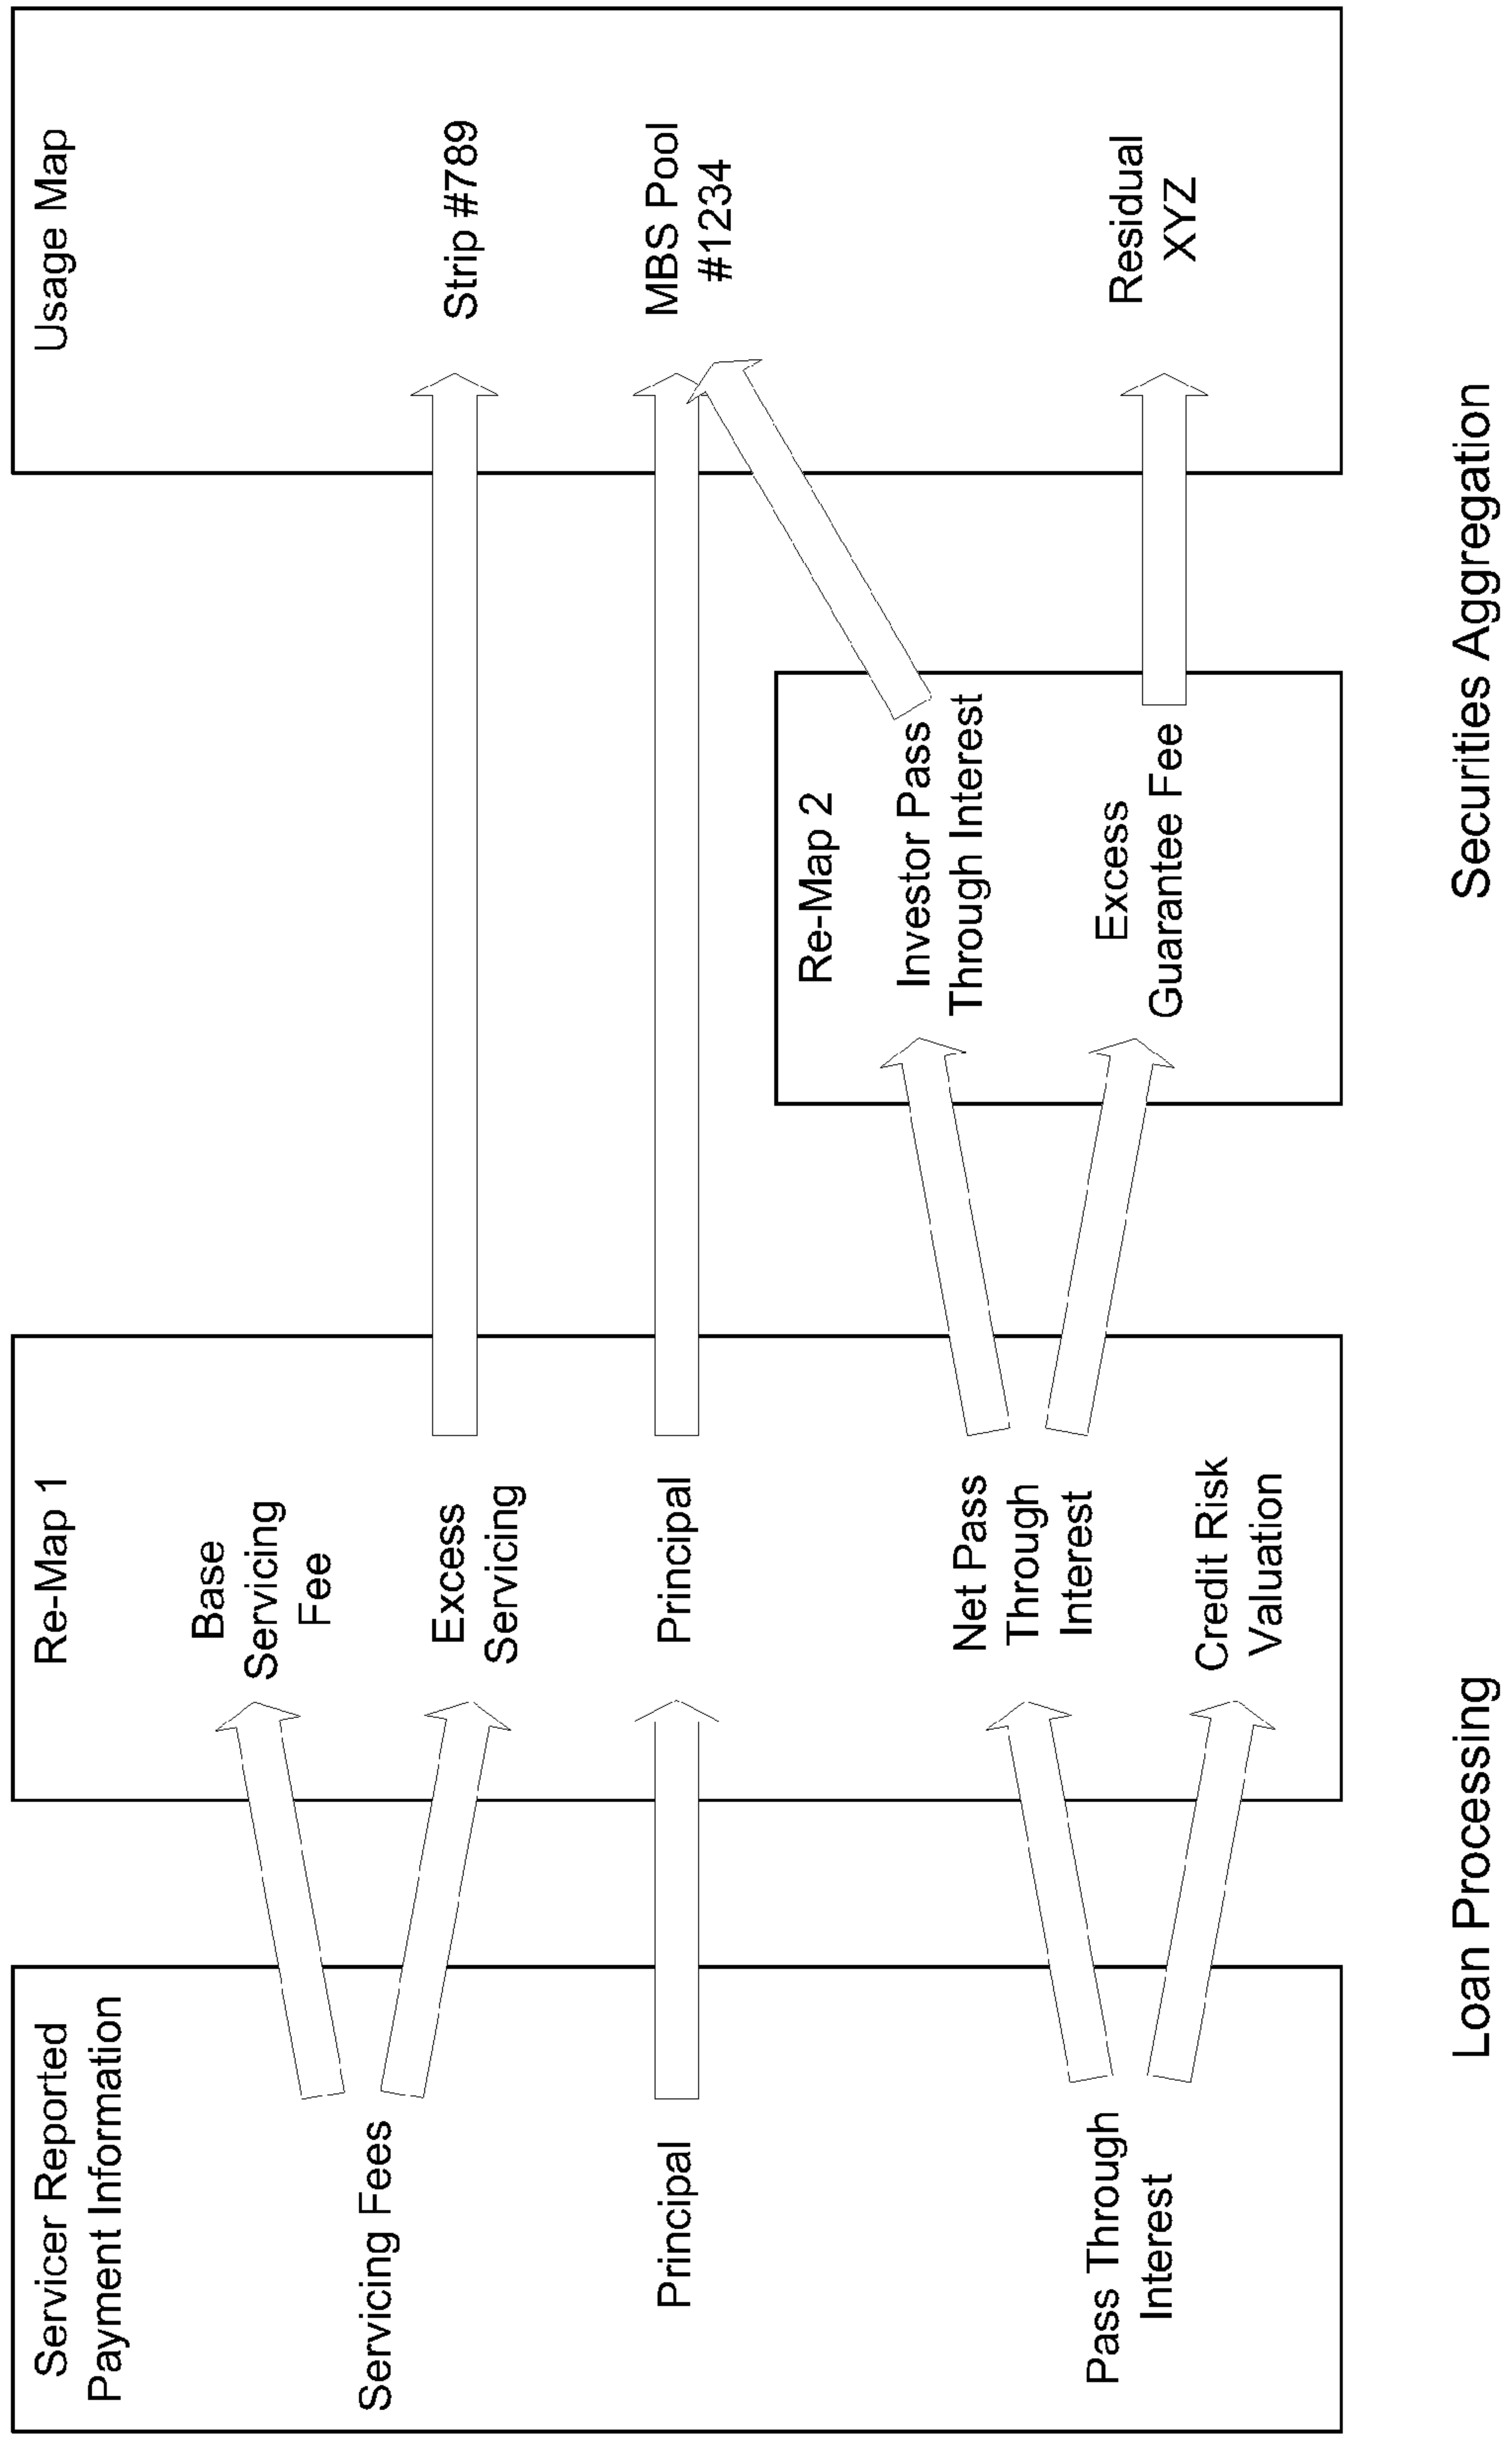 Servicer Reported
Payment Information
Servicing Fees
Principal
Pass Through
Interest
Re-Map 1
Base
Servicing
Fee
Excess
Servicing
Principal
Net Pass
Through
Interest
Credit Risk
Valuation
Re-Map 2
Investor Pass
Through Interest
Excess
Guarantee Fee
Usage Map
Strip #789
MBS Pool
#1234
Residual
XYZ
Loan Processing
Securities Aggregation